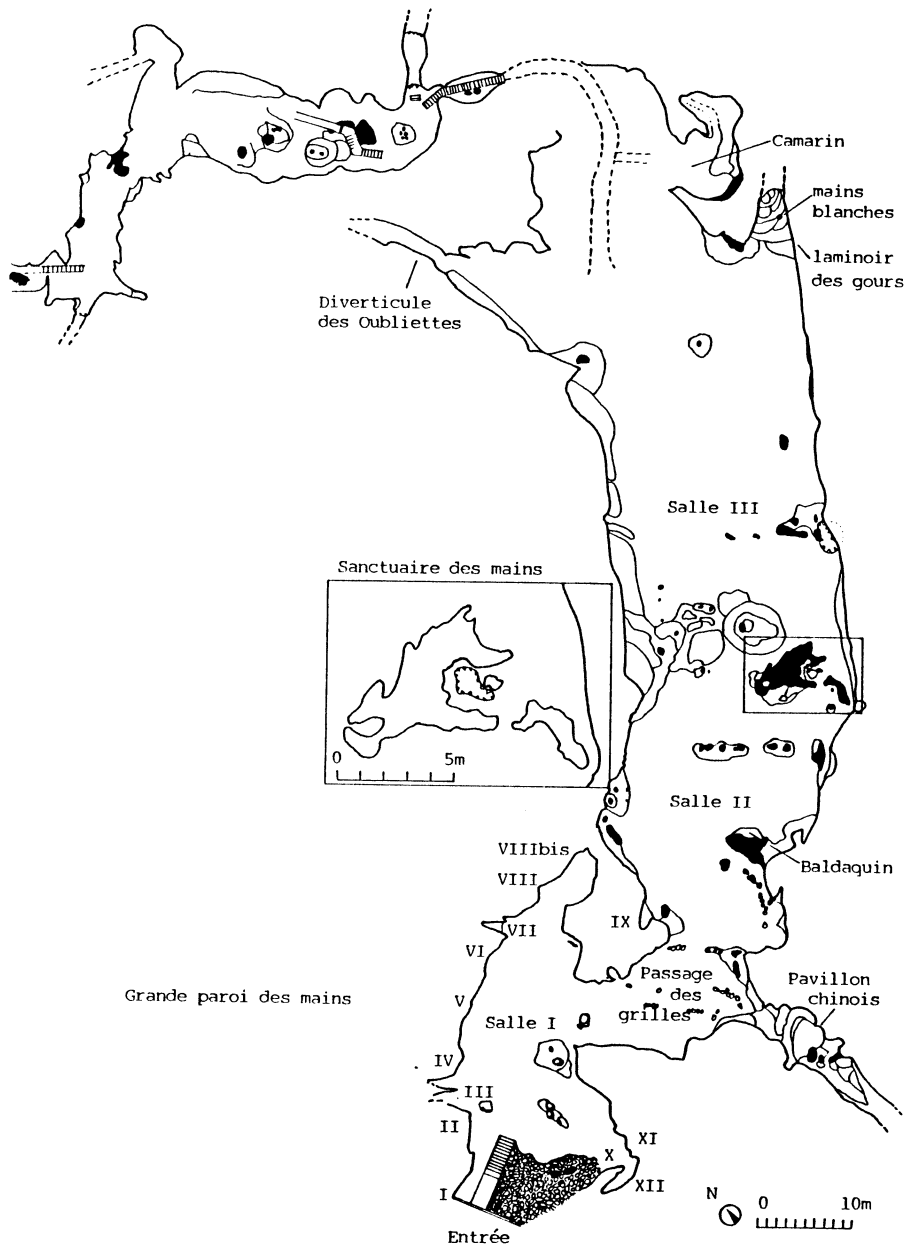 Camarin
mains
blanches
laminoir
des gours
Diverticule
des Oubliettes
Salle III
Sanctuaire des mains
0 5m
Salle II
VIIIbis
VIII
Baldaquin
VII
IX
VI
Passage
des
grilles
Pavillon
chinois
Grande paroi des mains
V
Salle I
IV
III
II
XI
X
XII
I
N
0 10m
Entrée